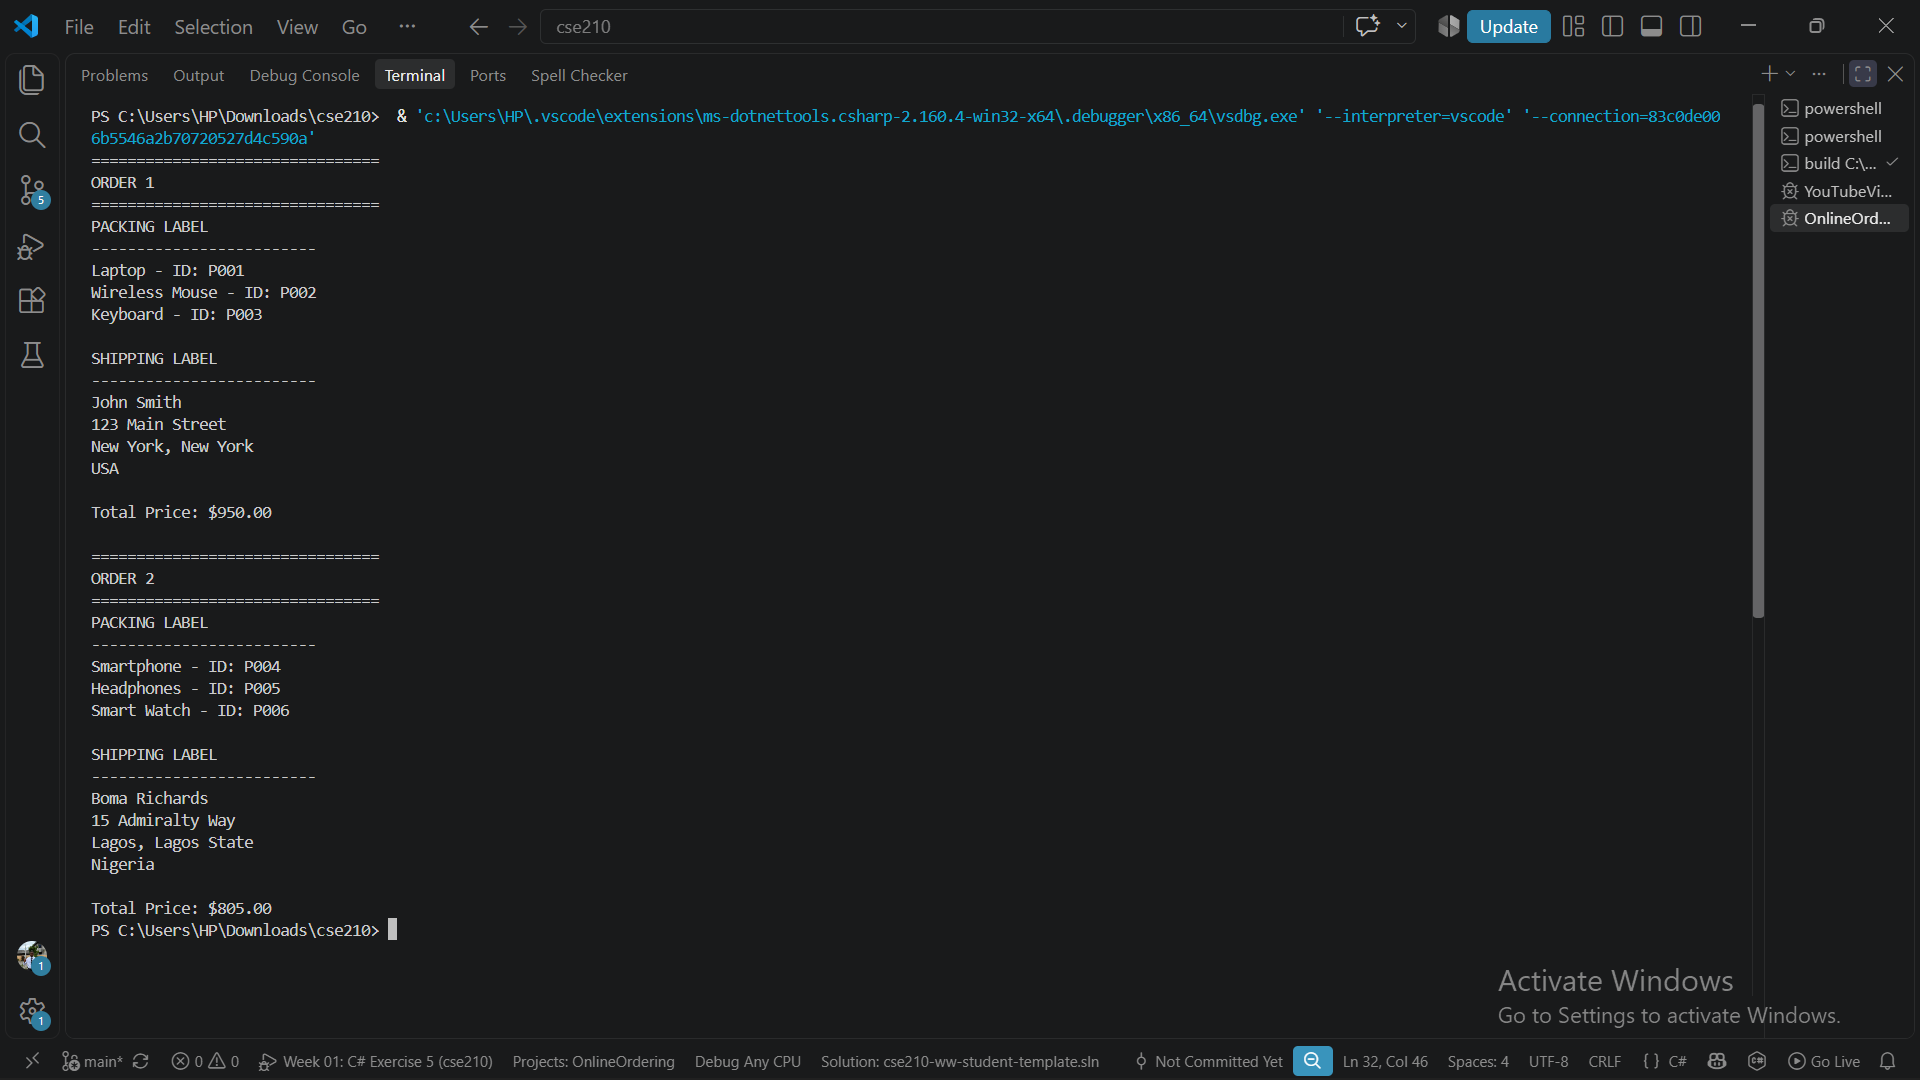 File Edit Selection View Go ··· cse210 Update
Problems Output Debug Console Terminal Ports Spell Checker
PS C:\Users\HP\Downloads\cse210>  & 'c:\Users\HP\.vscode\extensions\ms-dotnettools.csharp-2.160.4-win32-x64\.debugger\x86_64\vsdbg.exe' '--interpreter=vscode' '--connection=83c0de00
6b5546a2b70720527d4c590a'
================================
ORDER 1
================================
PACKING LABEL
-------------------------
Laptop - ID: P001
Wireless Mouse - ID: P002
Keyboard - ID: P003
SHIPPING LABEL
-------------------------
John Smith
123 Main Street
New York, New York
USA
Total Price: $950.00
================================
ORDER 2
================================
PACKING LABEL
-------------------------
Smartphone - ID: P004
Headphones - ID: P005
Smart Watch - ID: P006
SHIPPING LABEL
-------------------------
Boma Richards
15 Admiralty Way
Lagos, Lagos State
Nigeria
Total Price: $805.00
PS C:\Users\HP\Downloads\cse210>
powershell
powershell
build C:\...
YouTubeVi...
OnlineOrd...
5
1
1
Activate Windows
Go to Settings to activate Windows.
main* 0 0 Week 01: C# Exercise 5 (cse210) Projects: OnlineOrdering Debug Any CPU Solution: cse210-ww-student-template.sln Not Committed Yet Ln 32, Col 46 Spaces: 4 UTF-8 CRLF { } C# Go Live